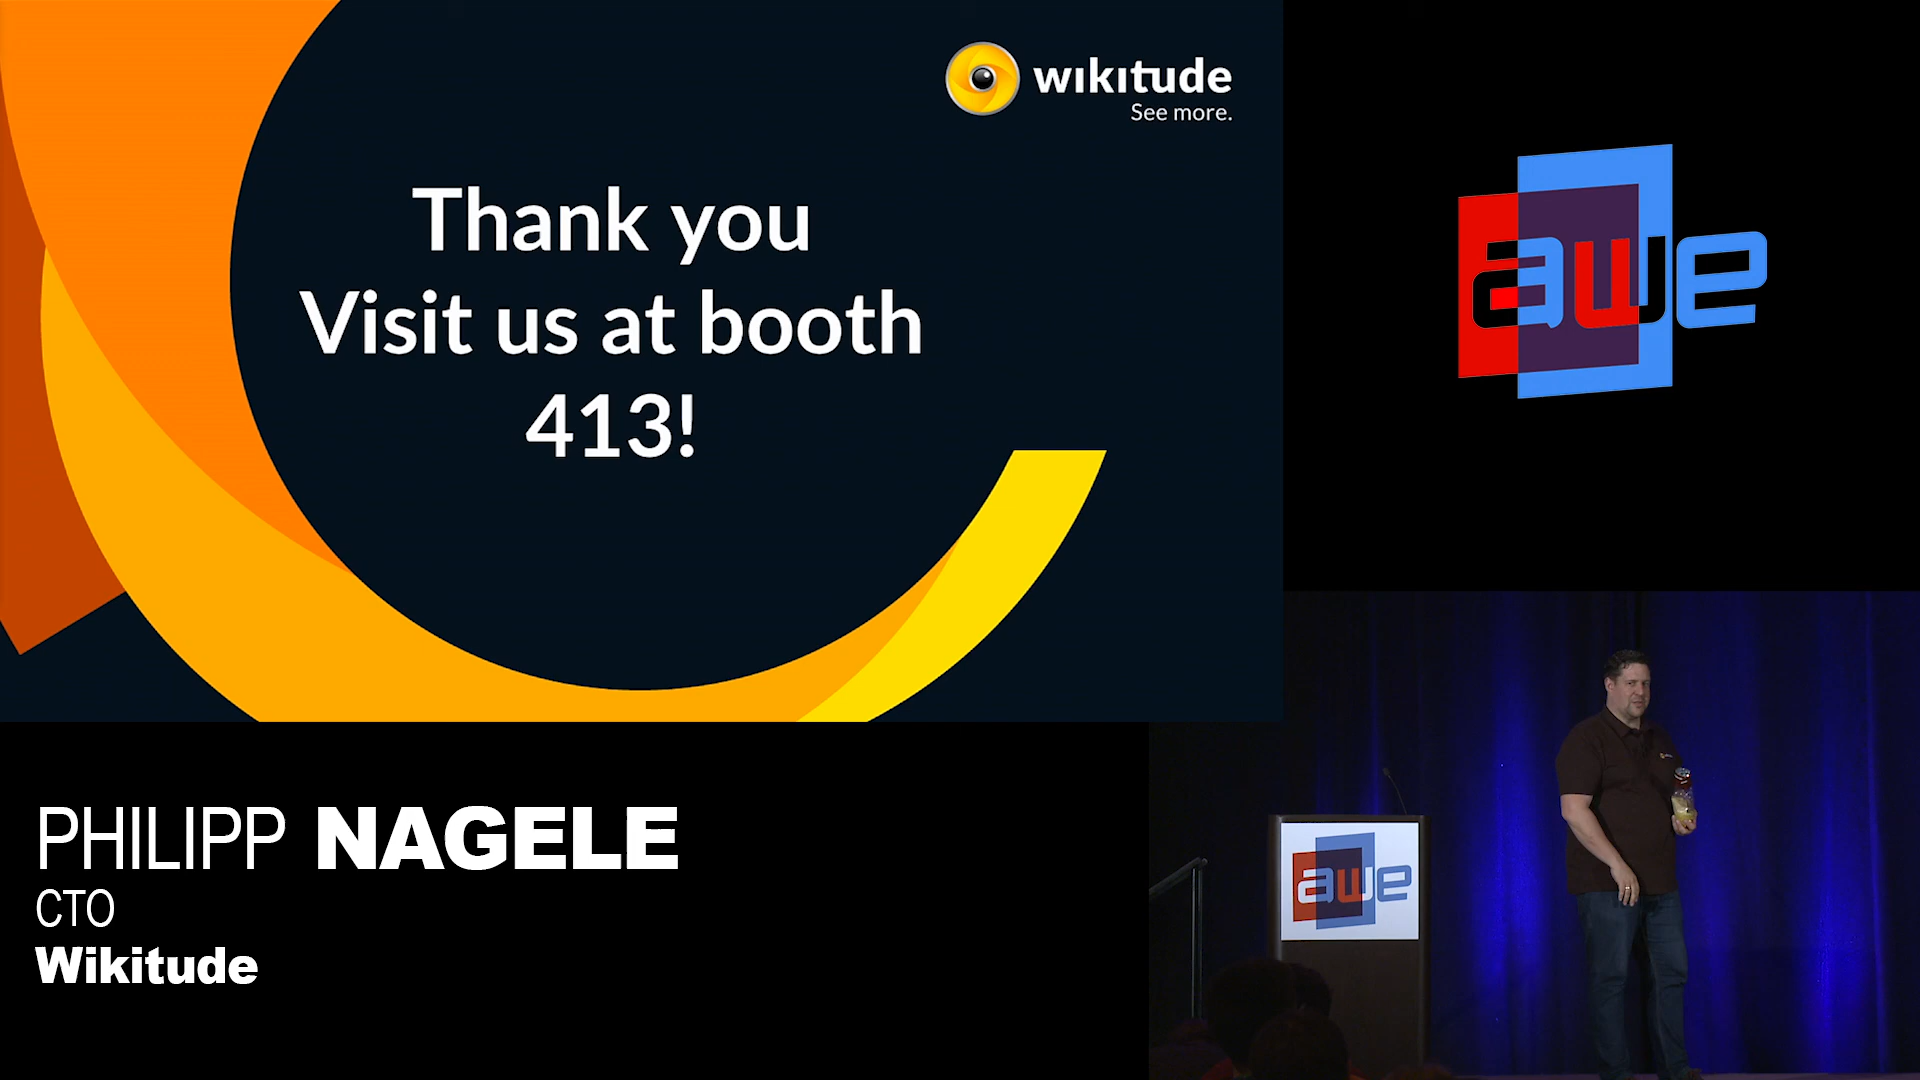 wikitude
See more.
Thank you
Visit us at booth
413!
awe
PHILIPP NAGELE
CTO
Wikitude
awe